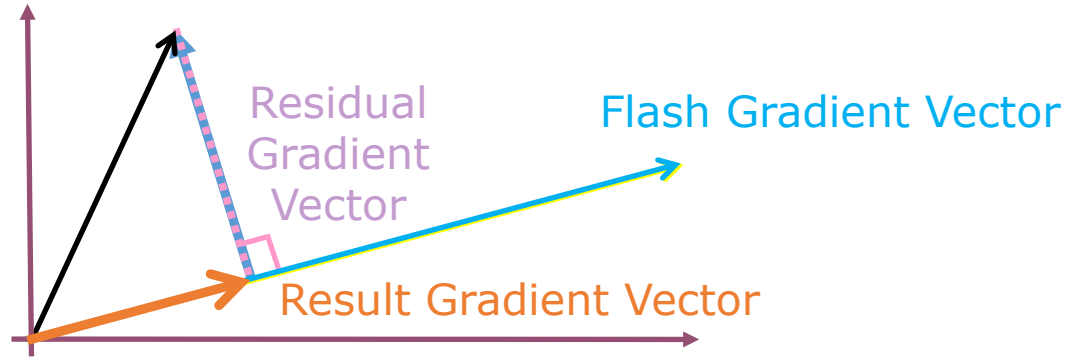 Residual
Gradient
Vector
Flash Gradient Vector
Result Gradient Vector